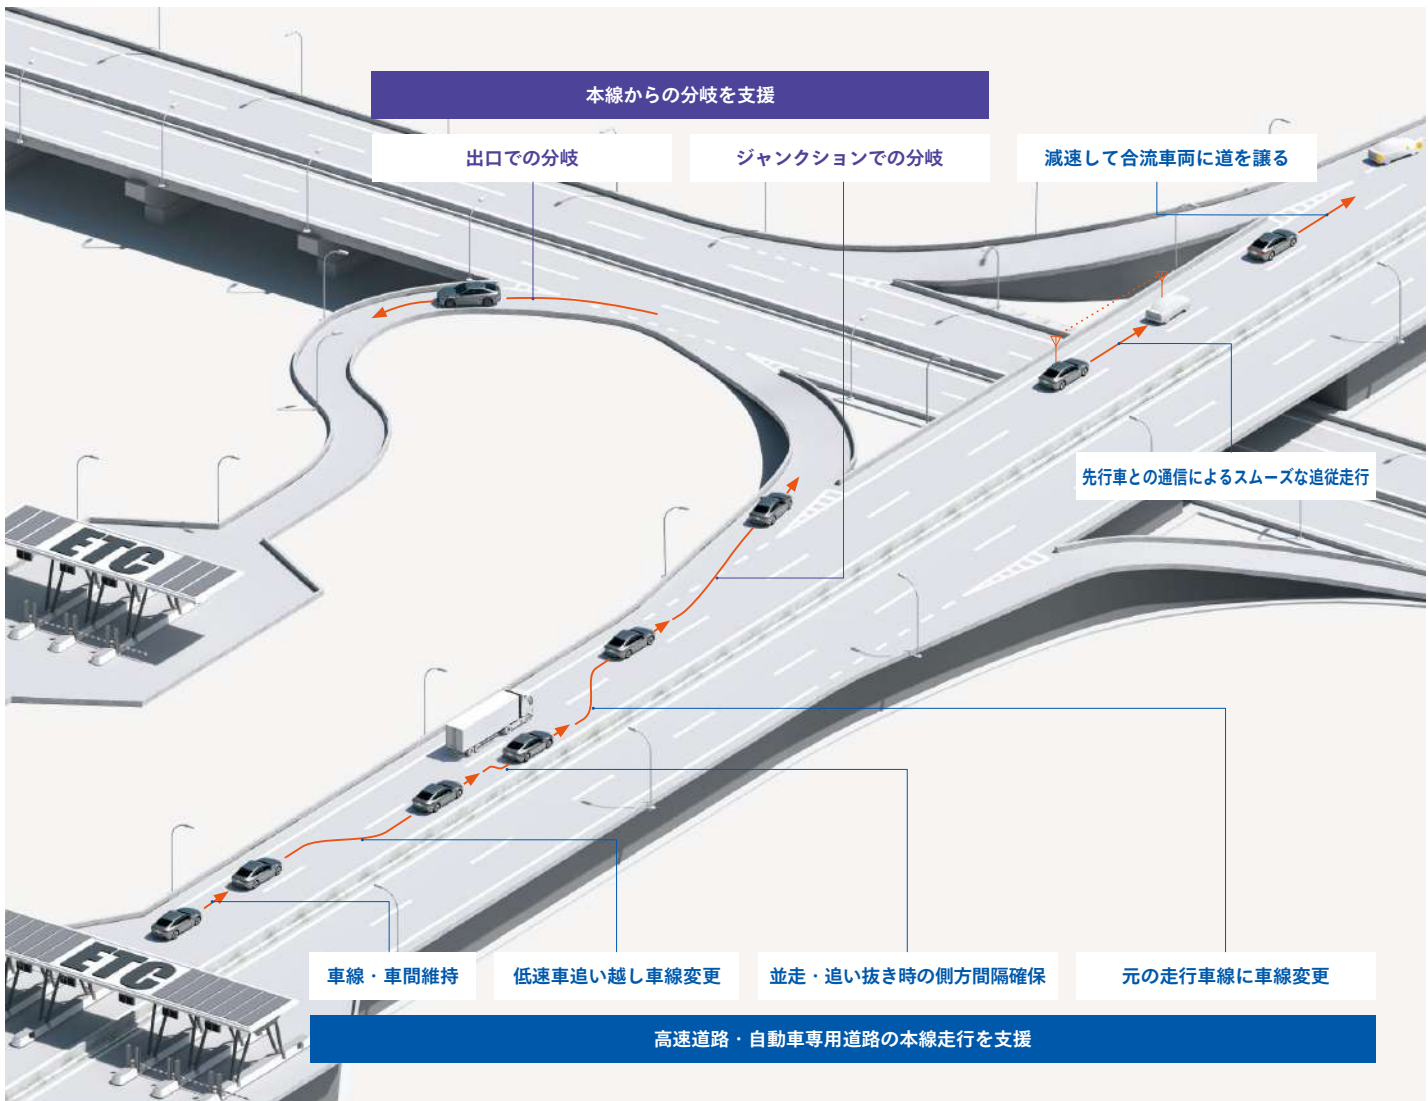 本線からの分岐を支援
出口での分岐
ジャンクションでの分岐
減速して合流車両に道を譲る
先行車との通信によるスムーズな追従走行
ETC
ETC
車線・車間維持
低速車追い越し車線変更
並走・追い抜き時の側方間隔確保
元の走行車線に車線変更
高速道路・自動車専用道路の本線走行を支援